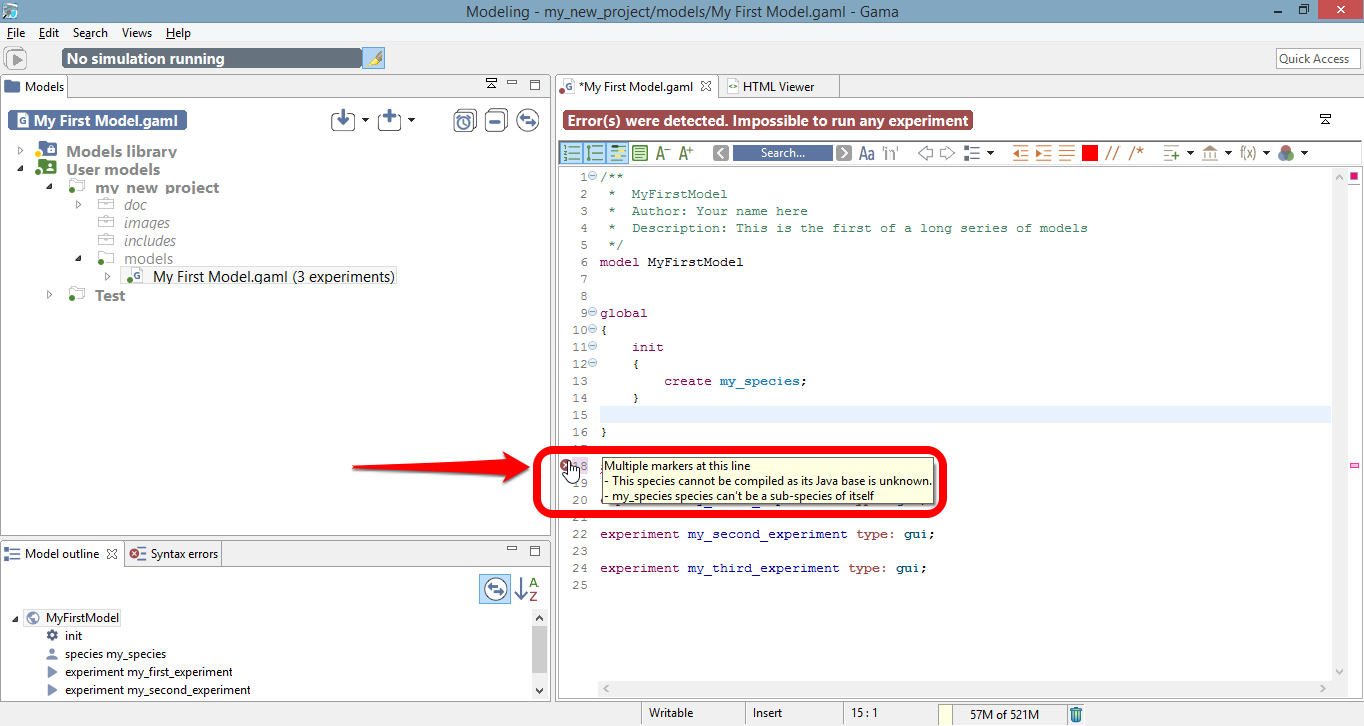 Modeling - my_new_project/models/My First Model.gaml - Gama
File Edit Search Views Help
No simulation running
Quick Access
Models
*My First Model.gaml
HTML Viewer
My First Model.gaml
Error(s) were detected. Impossible to run any experiment
A⁻ A⁺ Search... Aa 'in' // /* f(x)
Models library
User models
my_new_project
doc
images
includes
models
My First Model.gaml (3 experiments)
Test
1 /**
2 * MyFirstModel
3 * Author: Your name here
4 * Description: This is the first of a long series of models
5 */
6 model MyFirstModel
7
8
9 global
10 {
11 init
12 {
13 create my_species;
14 }
15
16 }
18
Multiple markers at this line
- This species cannot be compiled as its Java base is unknown.
- my_species species can't be a sub-species of itself
19
20
21
22 experiment my_second_experiment type: gui;
23
24 experiment my_third_experiment type: gui;
25
Model outline
Syntax errors
A
Z
MyFirstModel
init
species my_species
experiment my_first_experiment
experiment my_second_experiment
Writable
Insert
15 : 1
57M of 521M